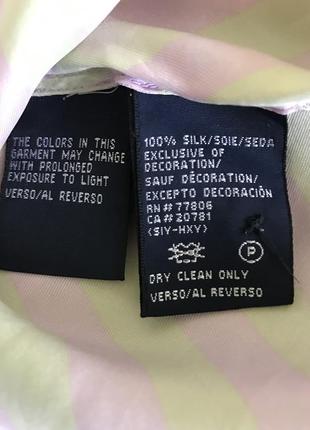 THE COLORS IN THIS
GARMENT MAY CHANGE
WITH PROLONGED
EXPOSURE TO LIGHT
VERSO/AL REVERSO
100% SILK/SOIE/SEDA
EXCLUSIVE OF
DECORATION/
SAUF DÉCORATION/
EXCEPTO DECORACIÓN
RN#77806
CA#20781
<SIY-HXY>
P
DRY CLEAN ONLY
VERSO/AL REVERSO